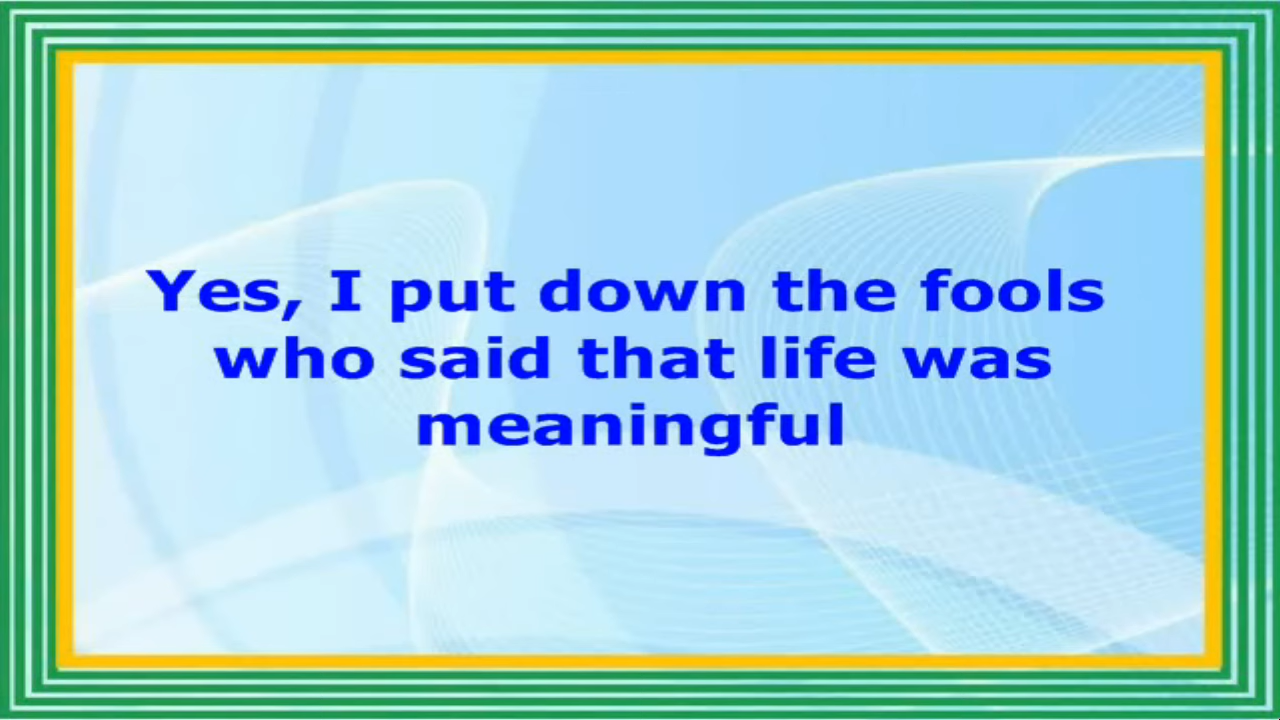 Yes, I put down the fools
who said that life was
meaningful